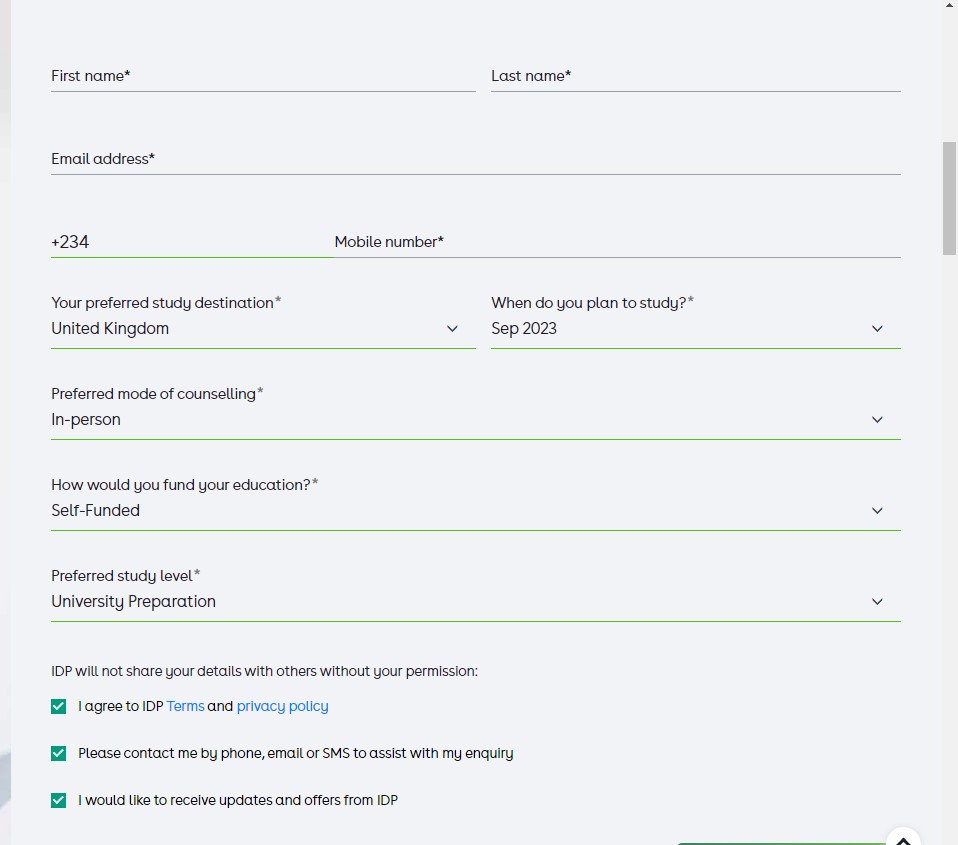 First name*
Last name*
Email address*
+234
Mobile number*
Your preferred study destination*
United Kingdom
When do you plan to study?*
Sep 2023
Preferred mode of counselling*
In-person
How would you fund your education?*
Self-Funded
Preferred study level*
University Preparation
IDP will not share your details with others without your permission:
I agree to IDP Terms and privacy policy
Please contact me by phone, email or SMS to assist with my enquiry
I would like to receive updates and offers from IDP